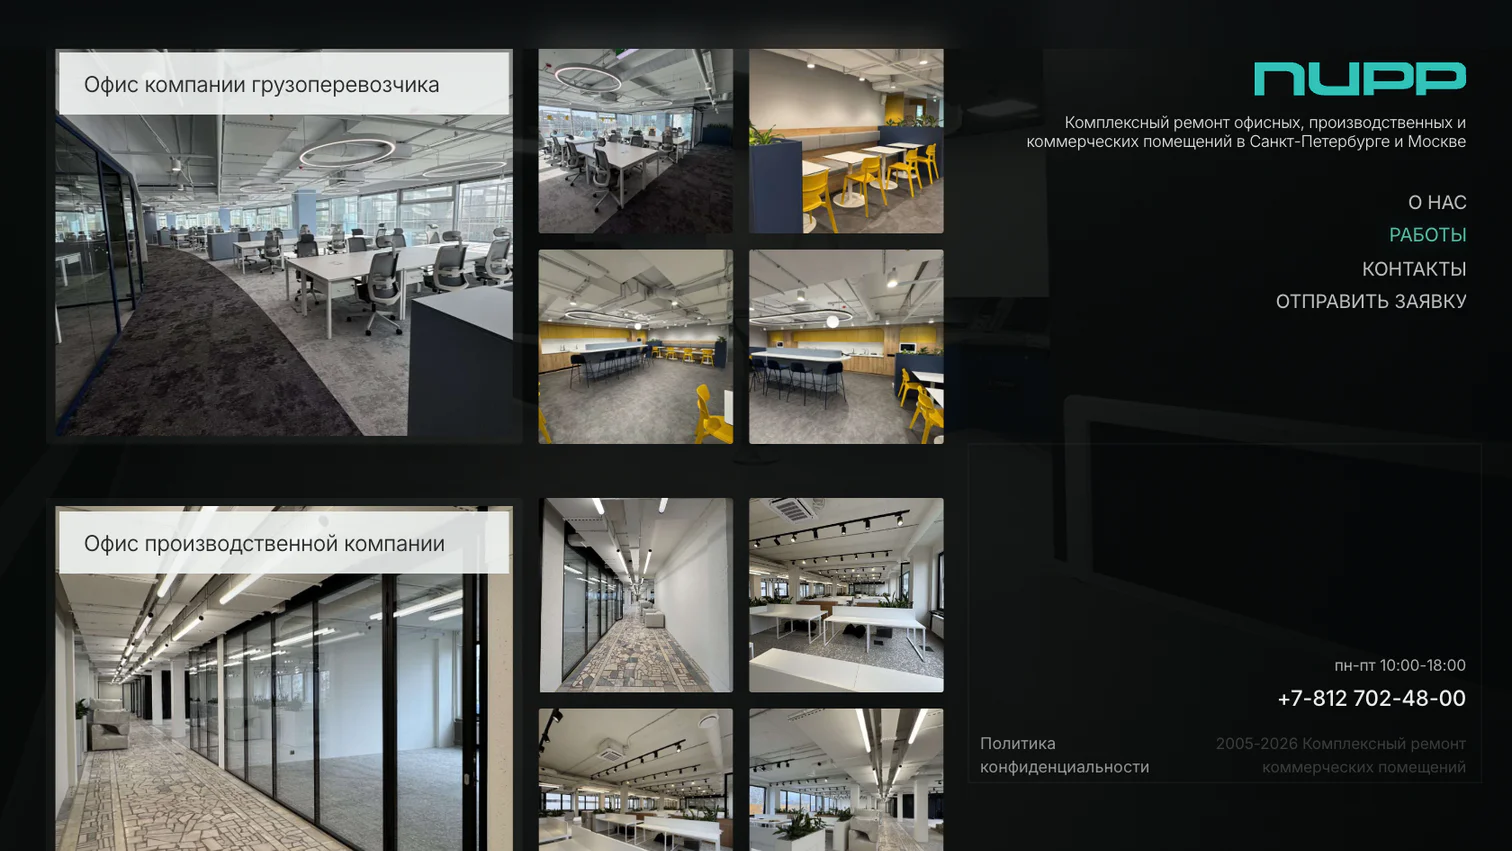 Офис компании грузоперевозчика
nupp
Комплексный ремонт офисных, производственных и
коммерческих помещений в Санкт-Петербурге и Москве
О НАС
РАБОТЫ
КОНТАКТЫ
ОТПРАВИТЬ ЗАЯВКУ
Офис производственной компании
пн-пт 10:00-18:00
+7-812 702-48-00
Политика
конфиденциальности
2005-2026 Комплексный ремонт
коммерческих помещений